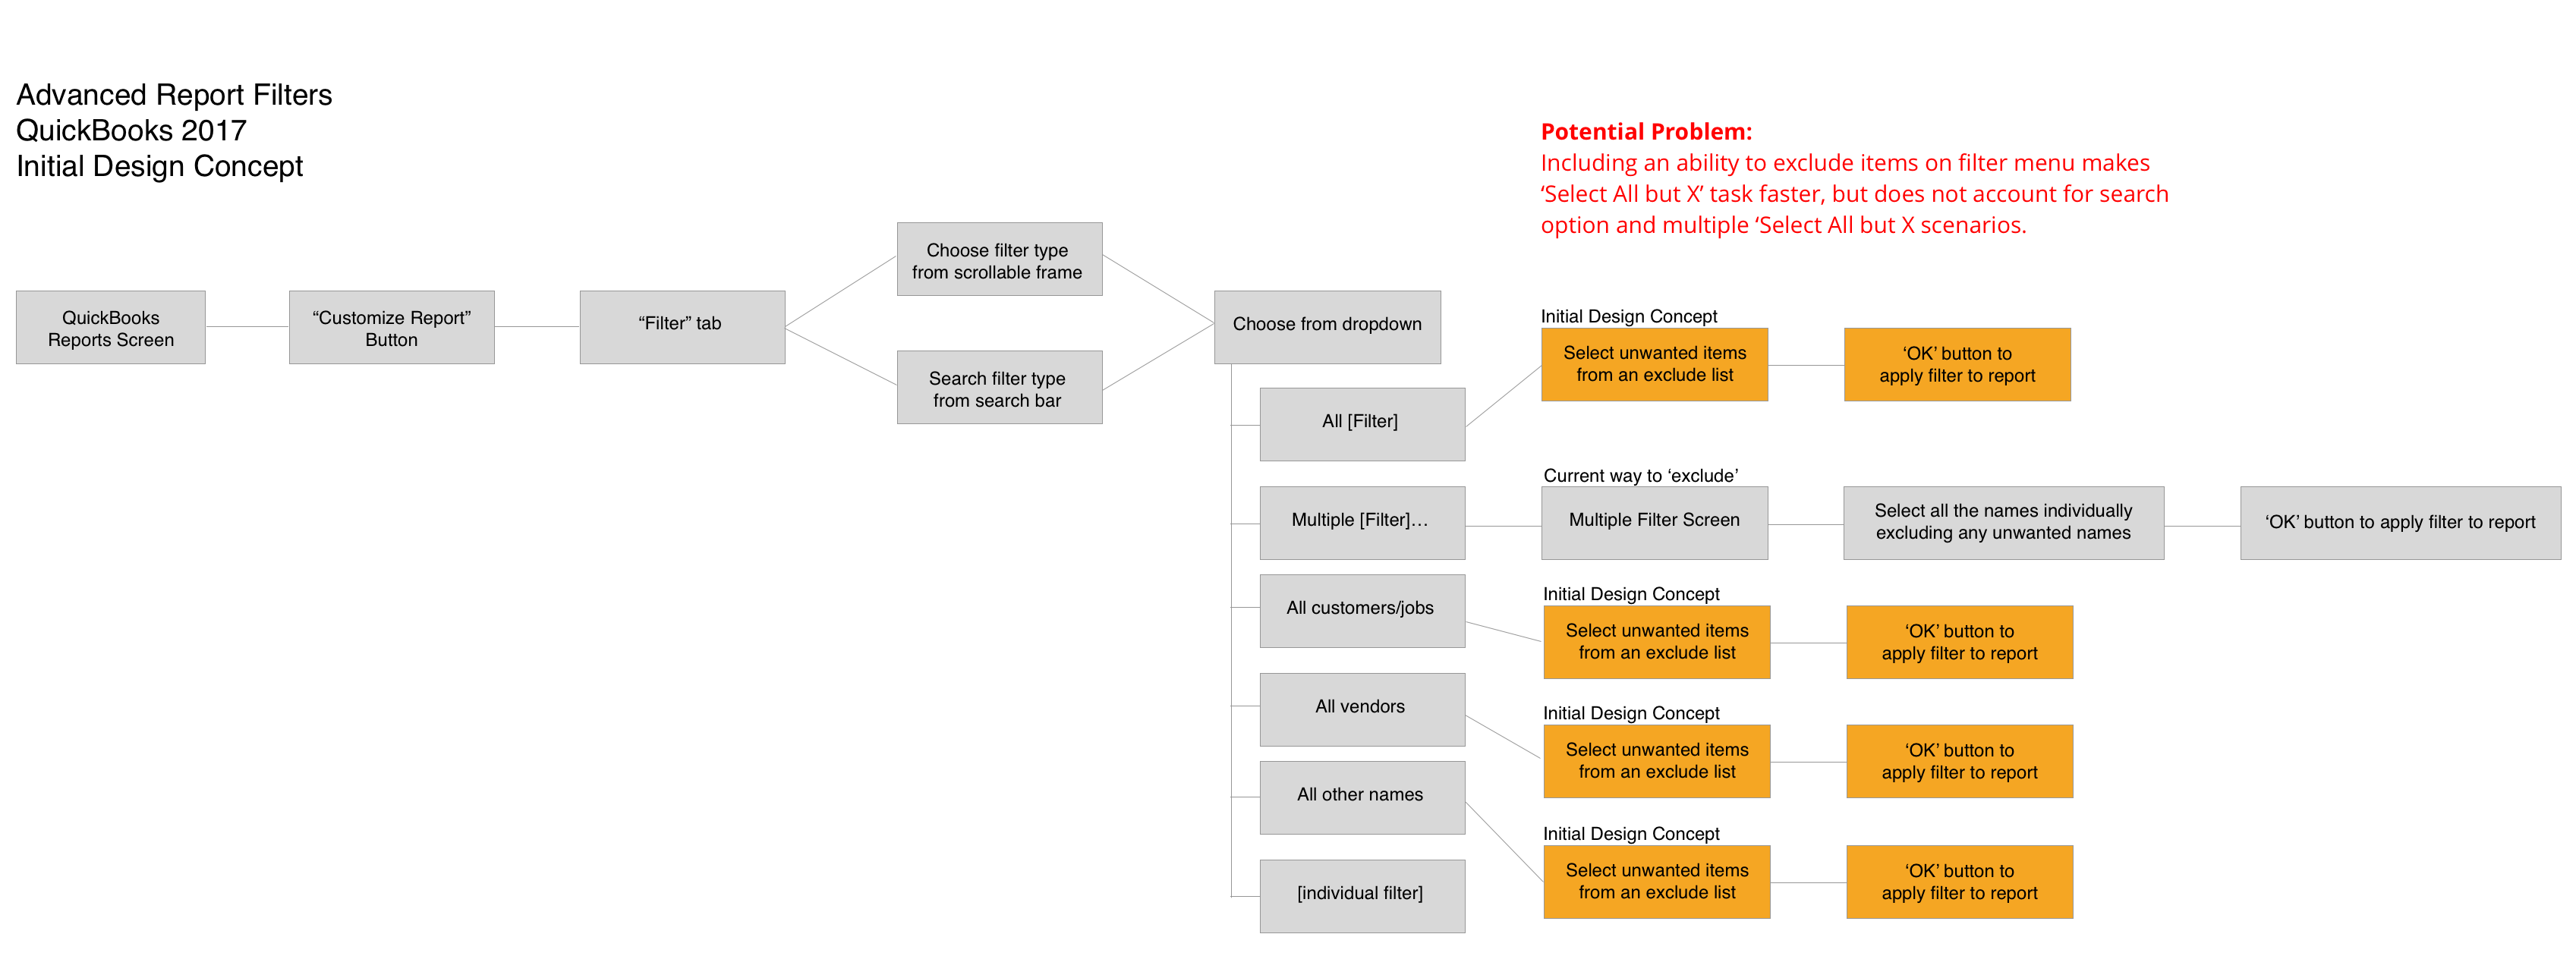 Advanced Report Filters
QuickBooks 2017
Initial Design Concept
Potential Problem:
Including an ability to exclude items on filter menu makes
‘Select All but X’ task faster, but does not account for search
option and multiple ‘Select All but X scenarios.
QuickBooks
Reports Screen
“Customize Report”
Button
“Filter” tab
Choose filter type
from scrollable frame
Search filter type
from search bar
Choose from dropdown
All [Filter]
Initial Design Concept
Select unwanted items
from an exclude list
‘OK’ button to
apply filter to report
Multiple [Filter]…
Current way to ‘exclude’
Multiple Filter Screen
Select all the names individually
excluding any unwanted names
‘OK’ button to apply filter to report
All customers/jobs
Initial Design Concept
Select unwanted items
from an exclude list
‘OK’ button to
apply filter to report
All vendors
Initial Design Concept
Select unwanted items
from an exclude list
‘OK’ button to
apply filter to report
All other names
Initial Design Concept
Select unwanted items
from an exclude list
‘OK’ button to
apply filter to report
[individual filter]